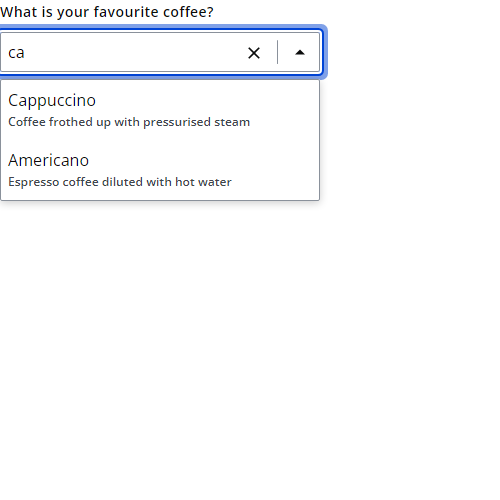 What is your favourite coffee?
ca
Cappuccino
Coffee frothed up with pressurised steam
Americano
Espresso coffee diluted with hot water